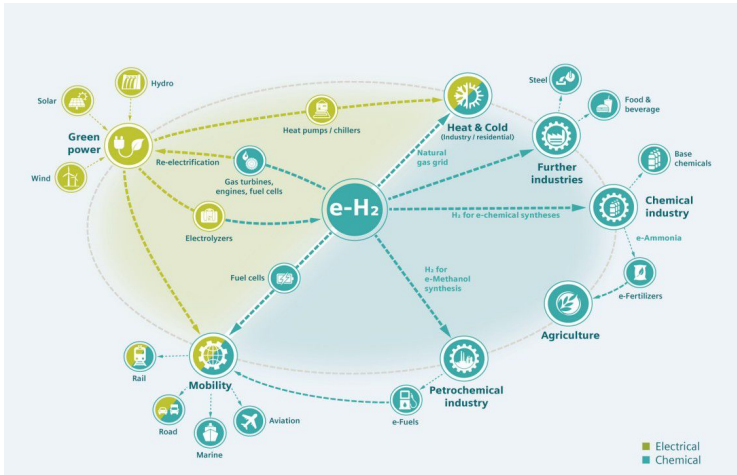 Hydro
Solar
Green
power
Wind
Heat pumps / chillers
Re-electrification
Gas turbines,
engines, fuel cells
Electrolyzers
e-H₂
Fuel cells
Heat & Cold
(industry / residential)
Natural
gas grid
Steel
Food &
beverage
Further
industries
Base
chemicals
Chemical
industry
H₂ for e-chemical syntheses
e-Ammonia
e-Fertilizers
H₂ for
e-Methanol
synthesis
Agriculture
Mobility
Rail
Road
Marine
Aviation
e-Fuels
Petrochemical
industry
Electrical
Chemical